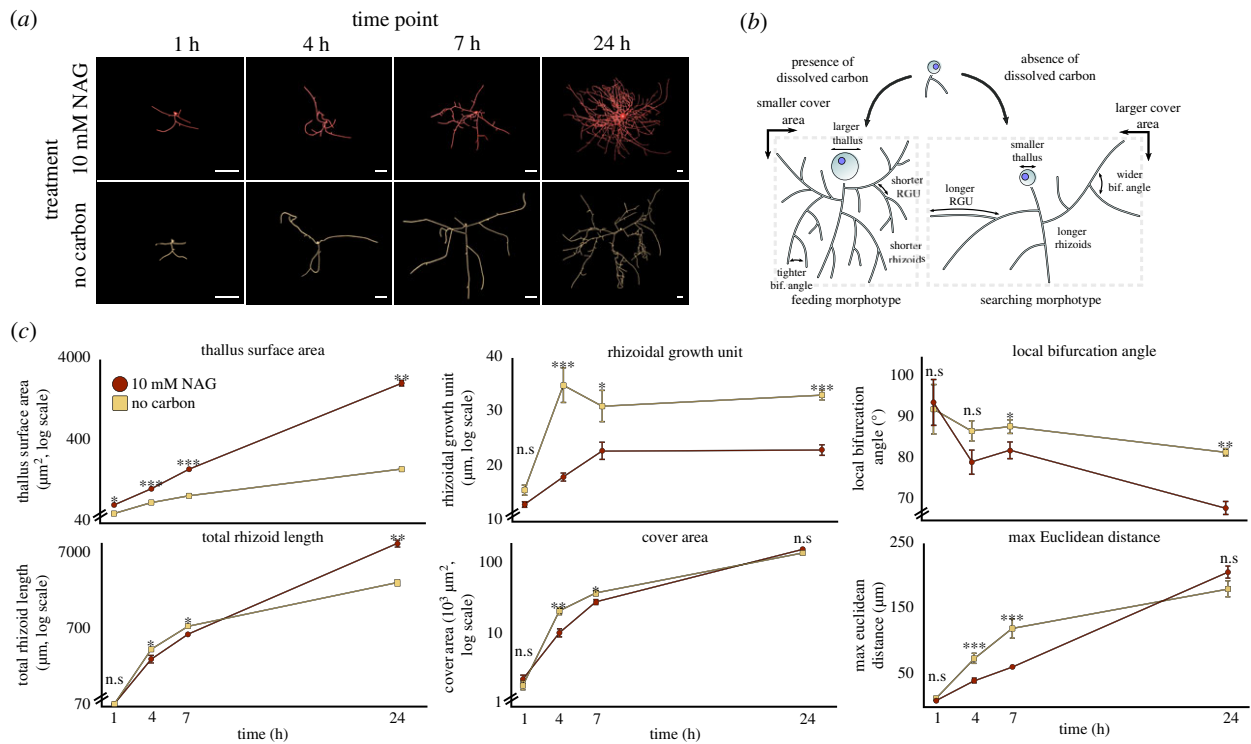 (a)
time point
1 h
4 h
7 h
24 h
treatment
10 mM NAG
no carbon
(b)
presence of
dissolved carbon
absence of
dissolved carbon
smaller cover
area
larger cover
area
larger
thallus
smaller
thallus
shorter
RGU
longer
RGU
wider
bif. angle
shorter
rhizoids
longer
rhizoids
tighter
bif. angle
feeding morphotype
searching morphotype
(c)
thallus surface area
thallus surface area
(µm², log scale)
4000
400
40
10 mM NAG
no carbon
*
***
***
**
rhizoidal growth unit
rhizoidal growth unit
(µm, log scale)
40
30
20
10
n.s
***
*
***
local bifurcation angle
local bifurcation
angle (°)
100
90
80
70
n.s
n.s
*
**
total rhizoid length
total rhizoid length
(µm, log scale)
7000
700
70
n.s
*
*
**
1
4
7
24
time (h)
cover area
cover area (10³ µm²,
log scale)
100
10
1
n.s
**
*
n.s
1
4
7
24
time (h)
max Euclidean distance
max euclidean
distance (µm)
250
150
50
n.s
***
***
n.s
1
4
7
24
time (h)